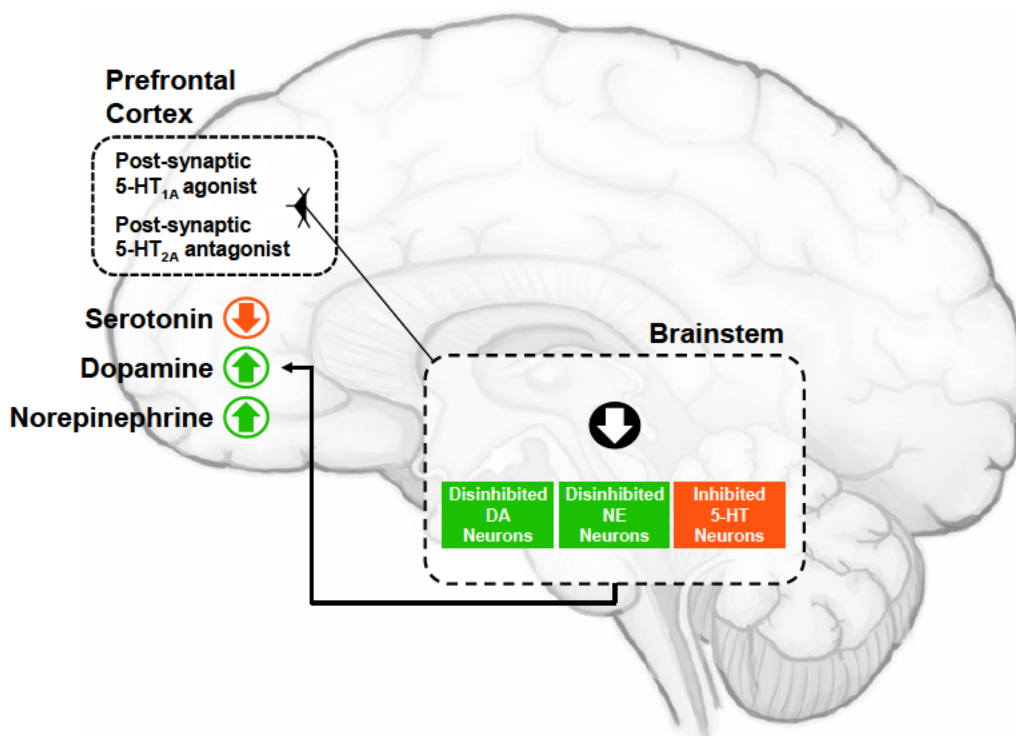 Prefrontal
Cortex
Post-synaptic
5-HT1A agonist
Post-synaptic
5-HT2A antagonist
Serotonin
Dopamine
Norepinephrine
Brainstem
Disinhibited
DA
Neurons
Disinhibited
NE
Neurons
Inhibited
5-HT
Neurons